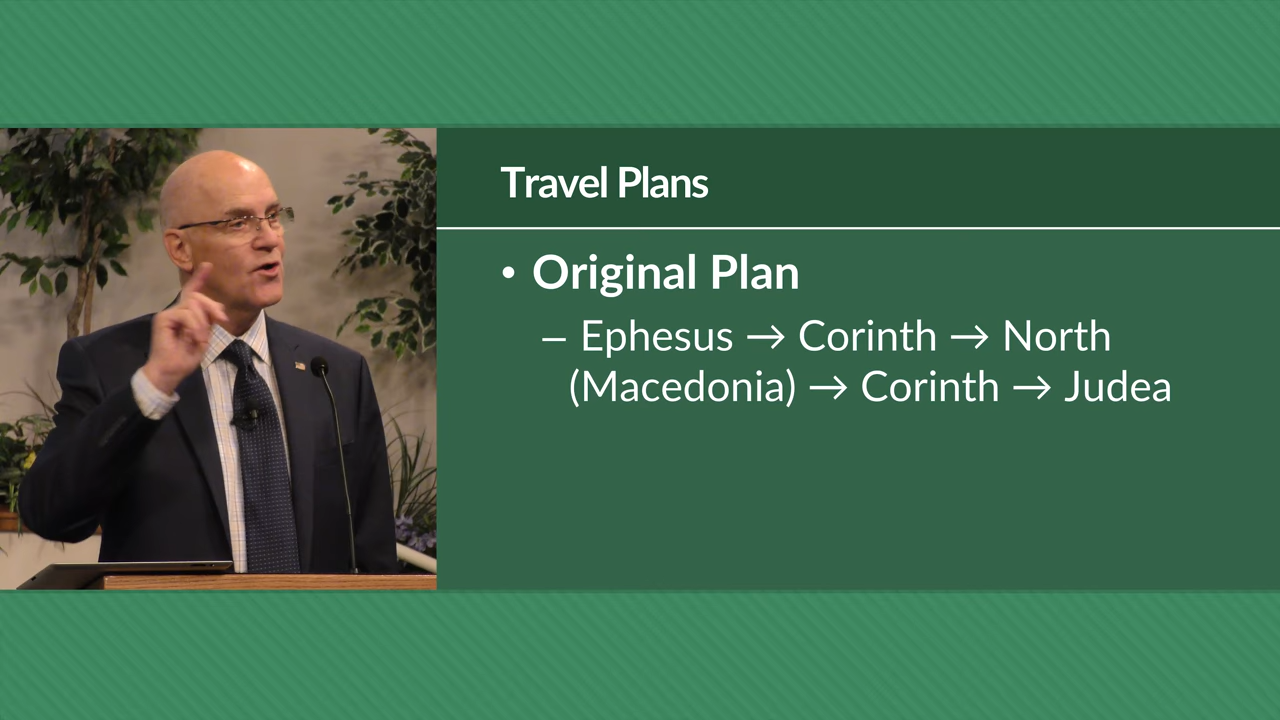 Travel Plans
• Original Plan
– Ephesus → Corinth → North
(Macedonia) → Corinth → Judea